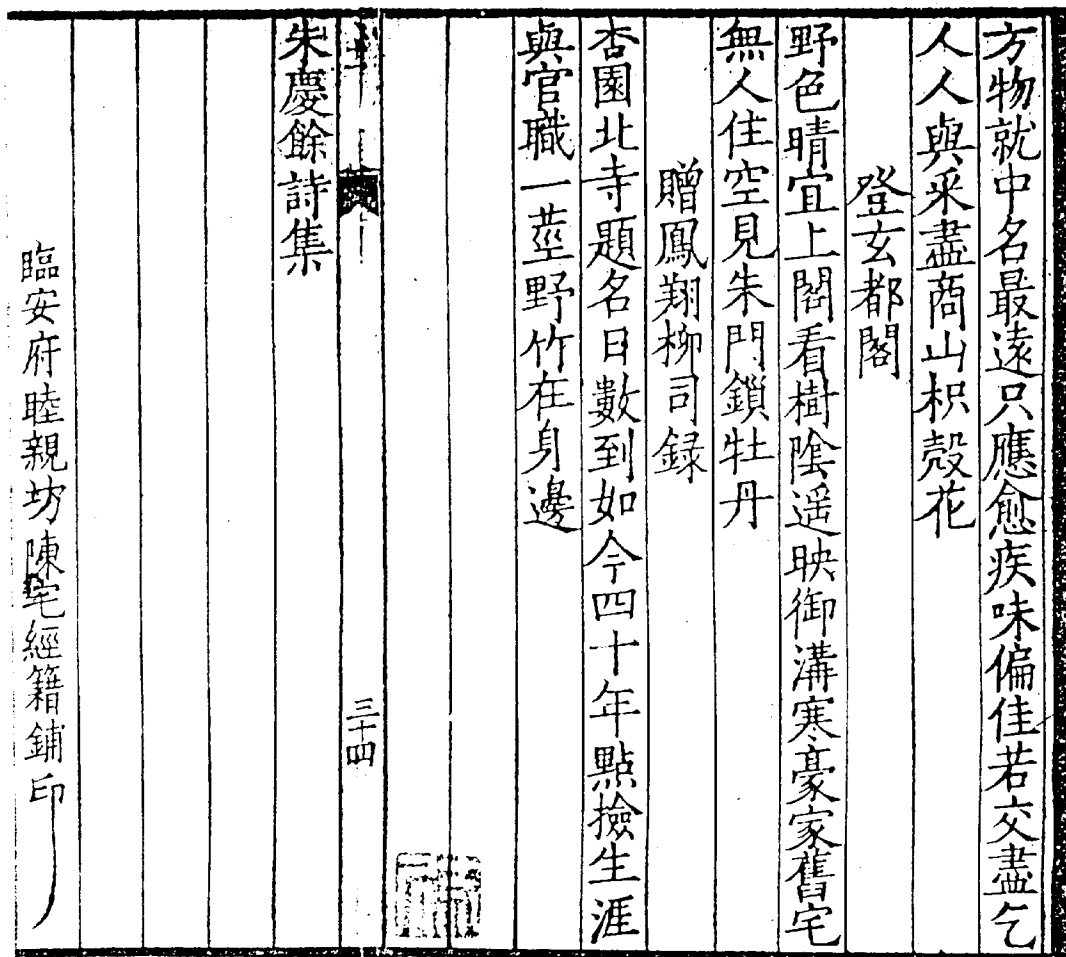 方物就中名最遠只應愈疾味偏佳若交盡乞
人人與采盡商山枳殼花
登玄都閣
野色晴宜上閣看樹陰遥映御溝寒豪家舊宅
無人住空見朱門鎖牡丹
贈鳳翔柳司録
杏園北寺題名日數到如今四十年點撿生涯
與官職一莖野竹在身邊
三十四
朱慶餘詩集
臨安府睦親坊陳宅經籍鋪印